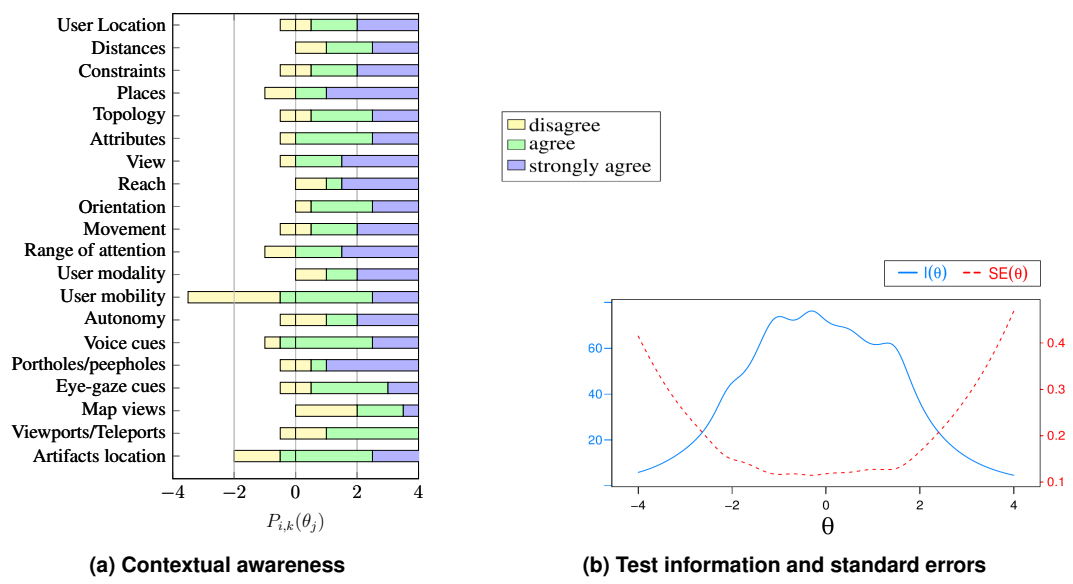 User Location
Distances
Constraints
Places
Topology
Attributes
View
Reach
Orientation
Movement
Range of attention
User modality
User mobility
Autonomy
Voice cues
Portholes/peepholes
Eye-gaze cues
Map views
Viewports/Teleports
Artifacts location
−4 −2 0 2 4
P_{i,k}(θ_j)
(a) Contextual awareness
disagree
agree
strongly agree
I(θ) SE(θ)
60
40
20
0.4
0.3
0.2
0.1
−4 −2 0 2 4
θ
(b) Test information and standard errors